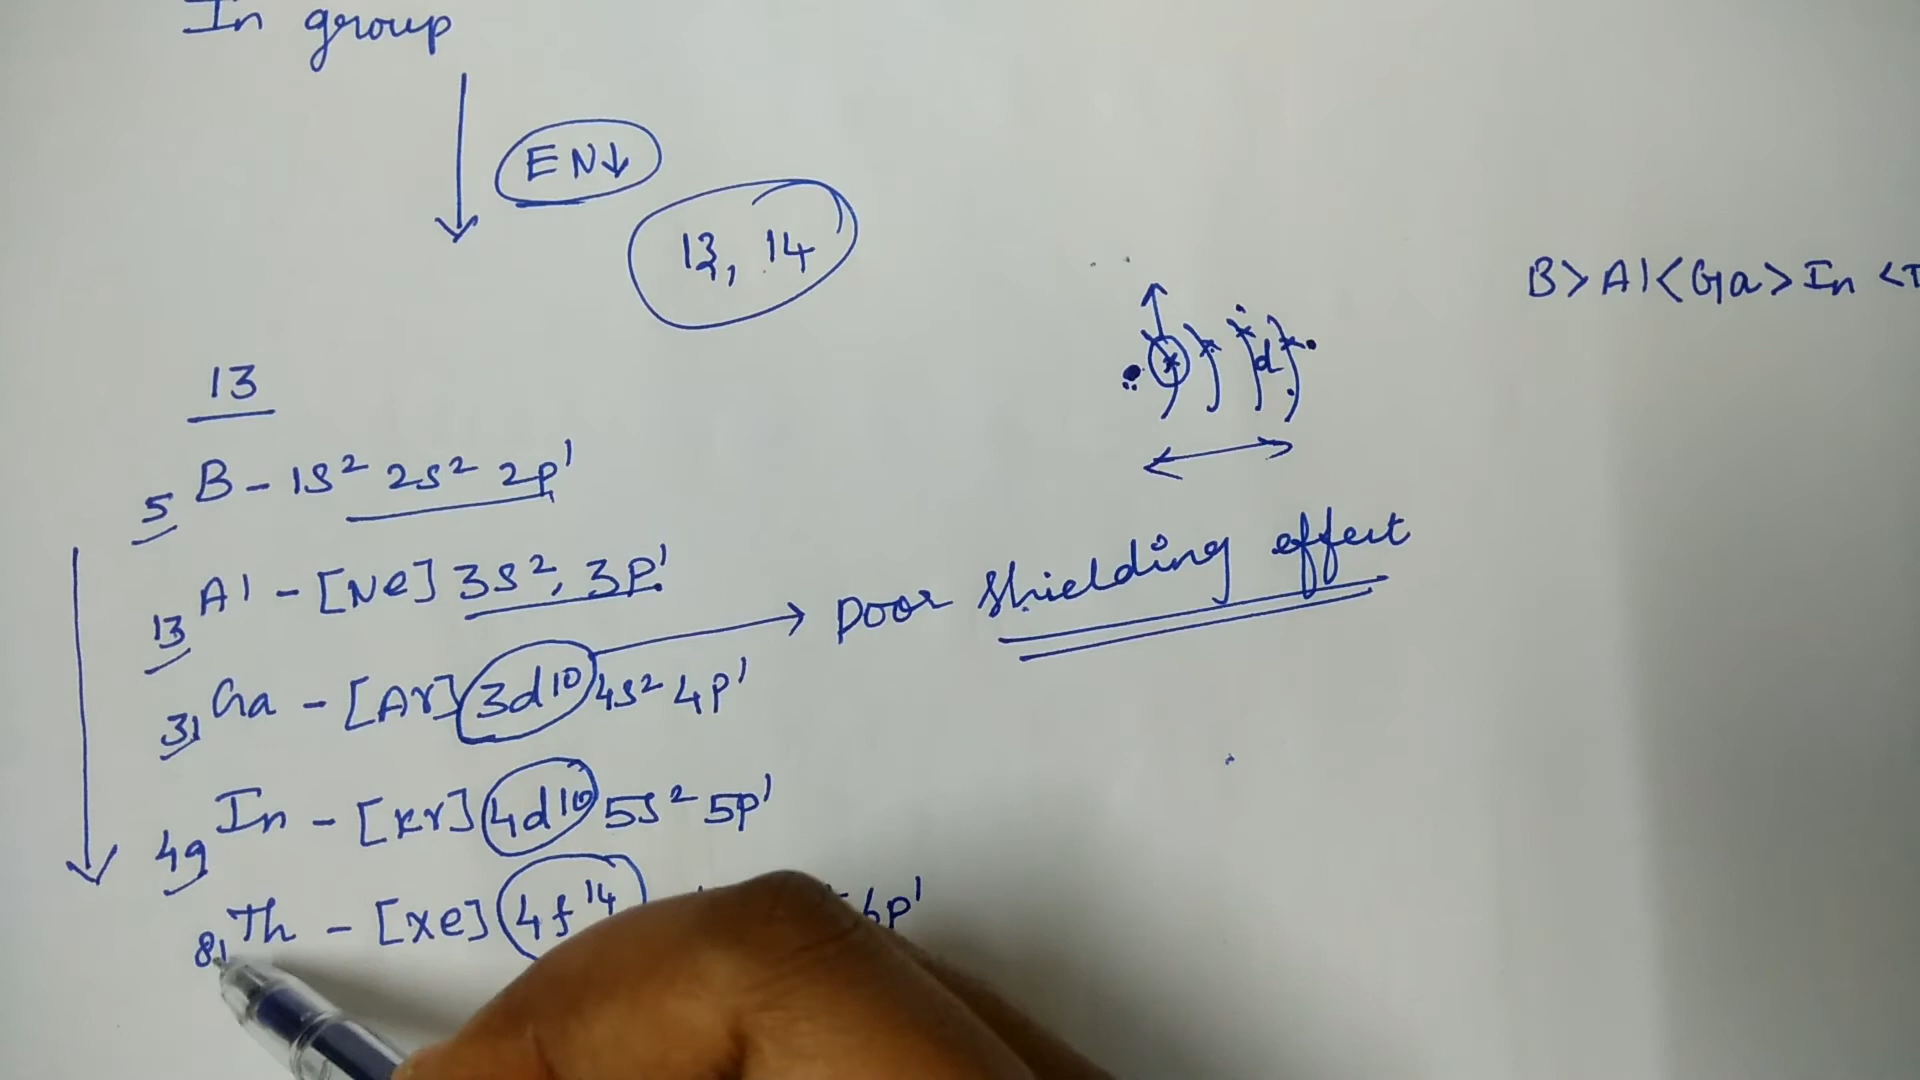 In group
EN↓
13, 14
B>Al<Ga>In <T
d
13
5 B - 1s² 2s² 2p¹
13 Al - [Ne] 3s², 3p¹
Poor Shielding effect
31 Ga - [Ar] 3d¹⁰ 4s² 4p¹
49 In - [Kr] 4d¹⁰ 5s² 5p¹
81 Th - [Xe] 4f¹⁴ 6p¹